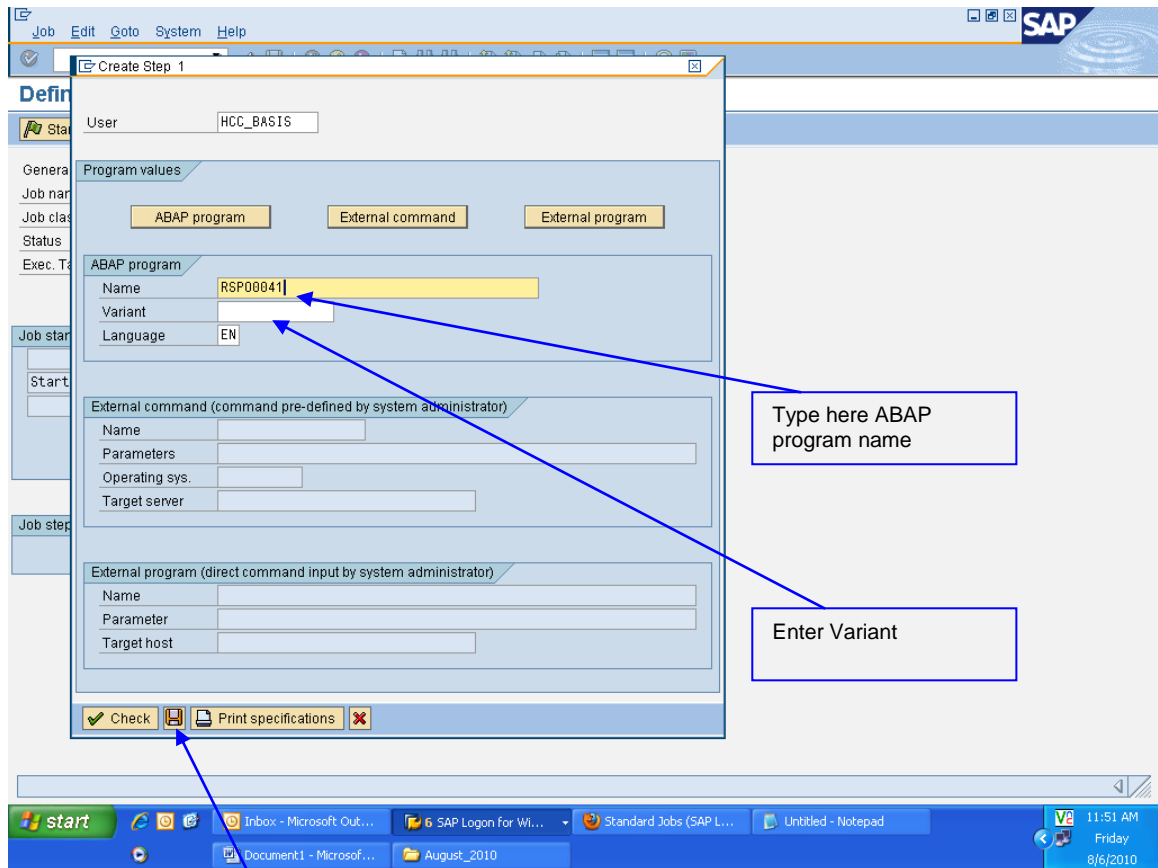 Job Edit Goto System Help
SAP
Create Step 1
Defin
Star
User HCC_BASIS
Genera
Program values
Job nar
Job clas
ABAP program External command External program
Status
Exec. Ta
ABAP program
Name RSPO0041
Variant
Job star
Language EN
Start
External command (command pre-defined by system administrator)
Name
Parameters
Operating sys.
Target server
Type here ABAP
program name
Job step
External program (direct command input by system administrator)
Name
Parameter
Target host
Enter Variant
Check Print specifications
start Inbox - Microsoft Out... 6 SAP Logon for Wi... Standard Jobs (SAP L... Untitled - Notepad 11:51 AM
Friday
Document1 - Microsof... August_2010 8/6/2010